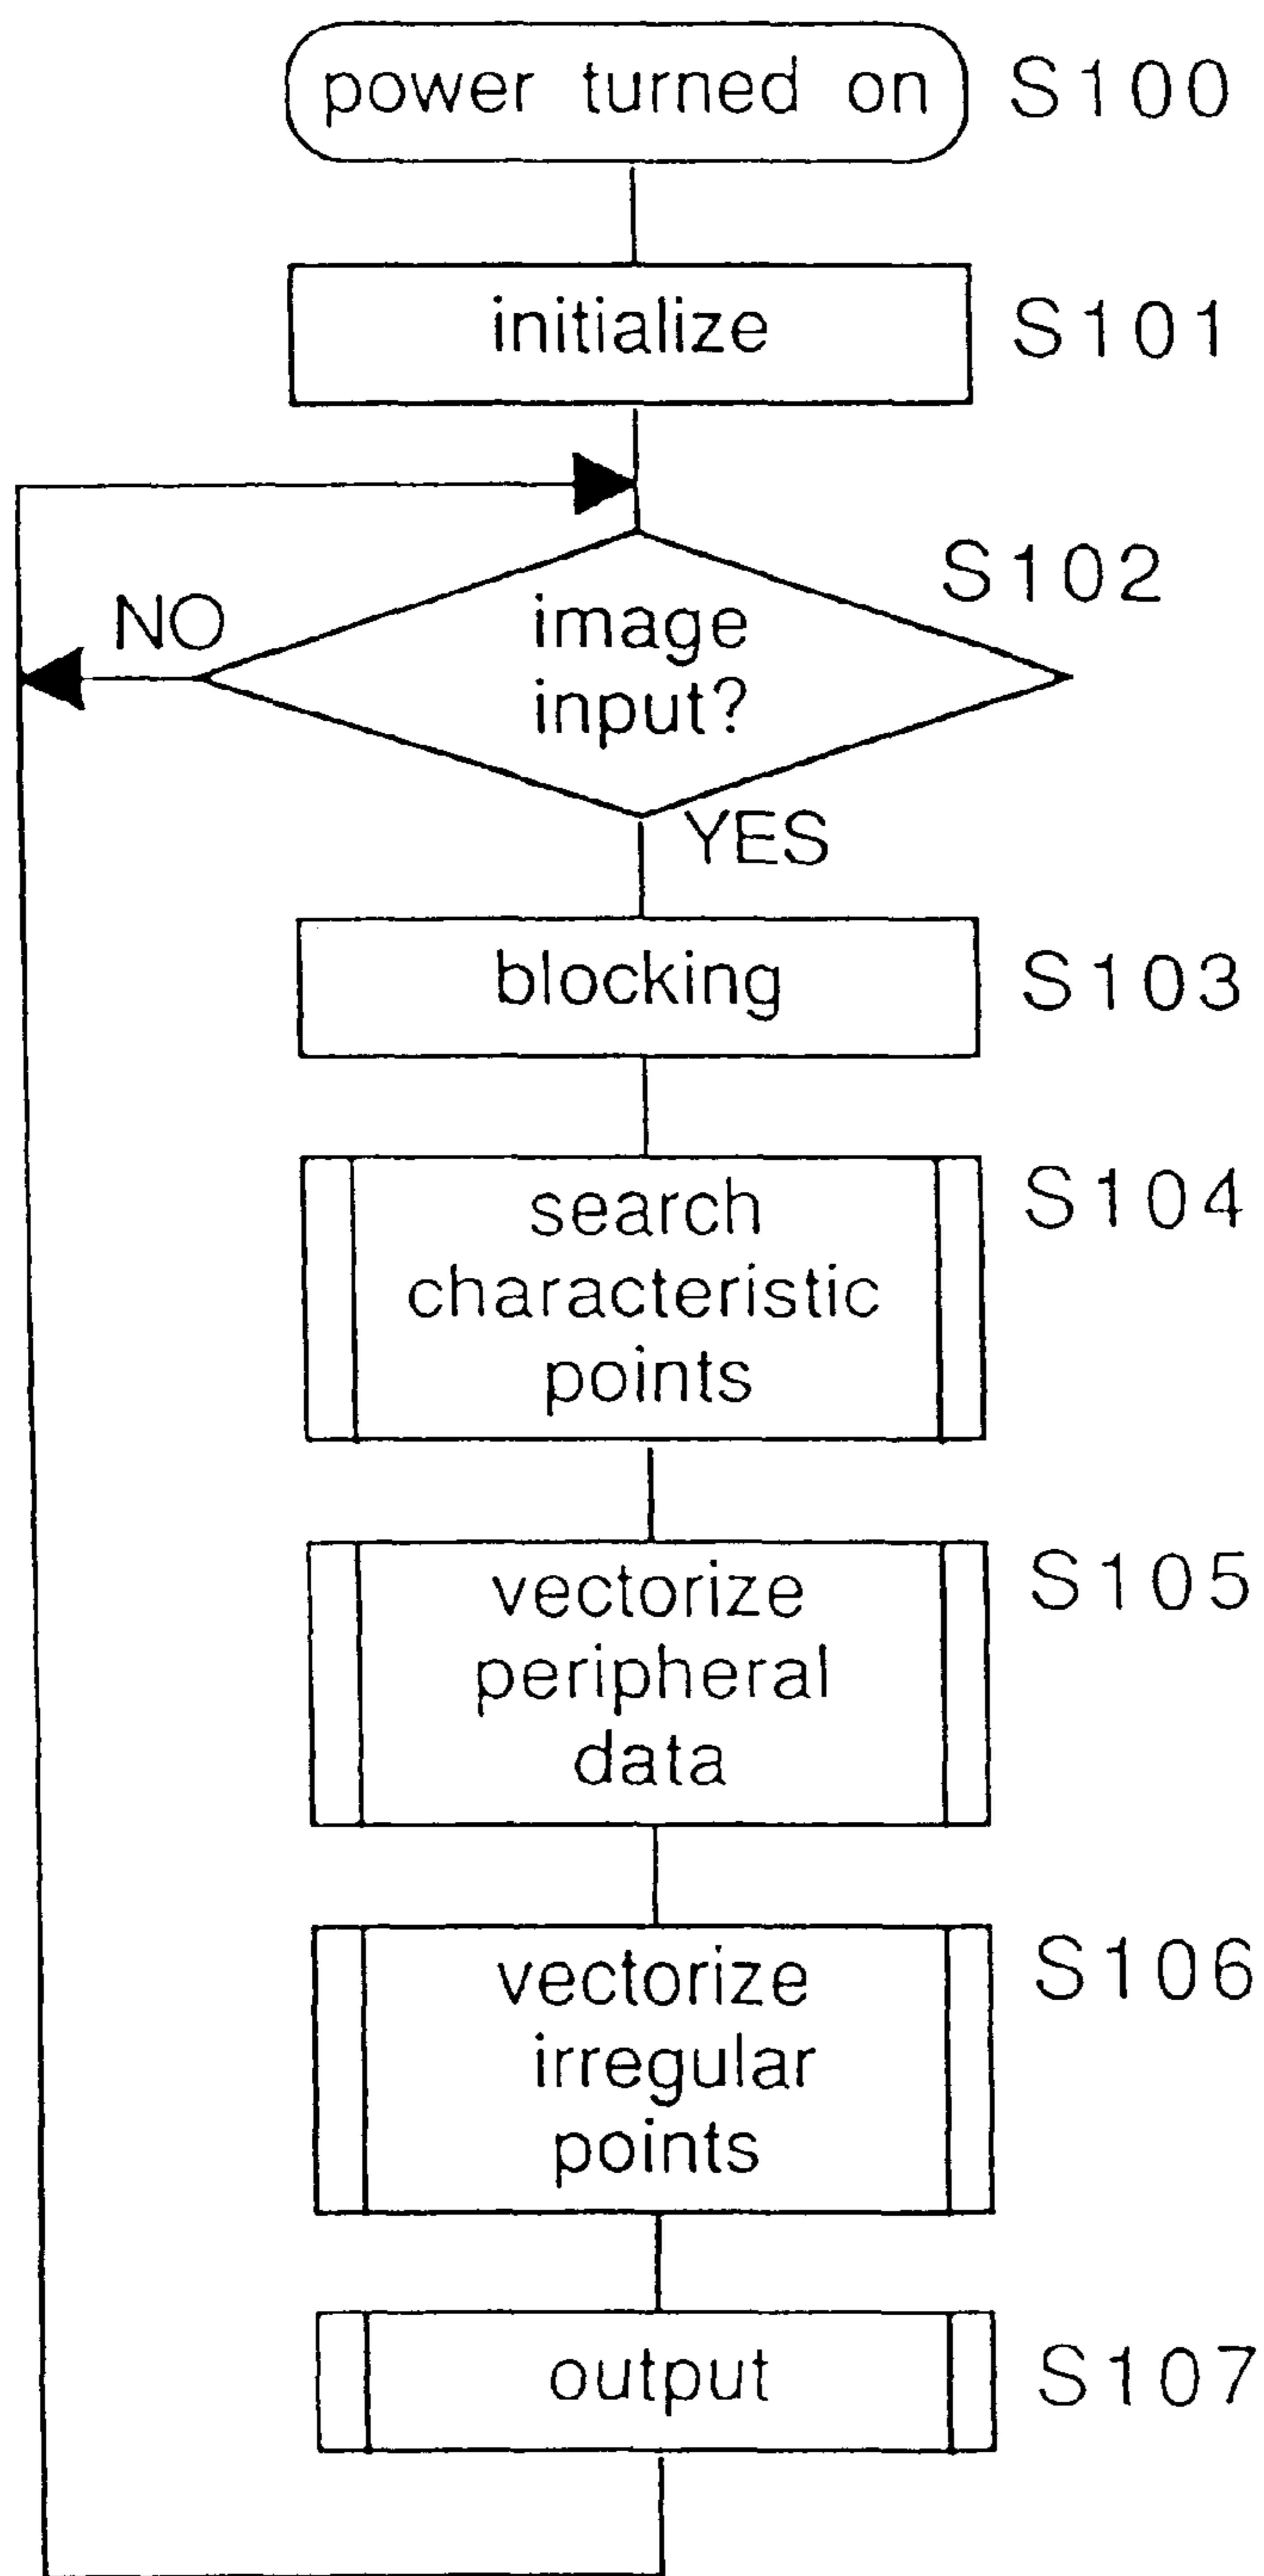 power turned on S100
initialize S101
S102
NO
image
input?
YES
blocking S103
search S104
characteristic
points
vectorize S105
peripheral
data
vectorize S106
irregular
points
output S107